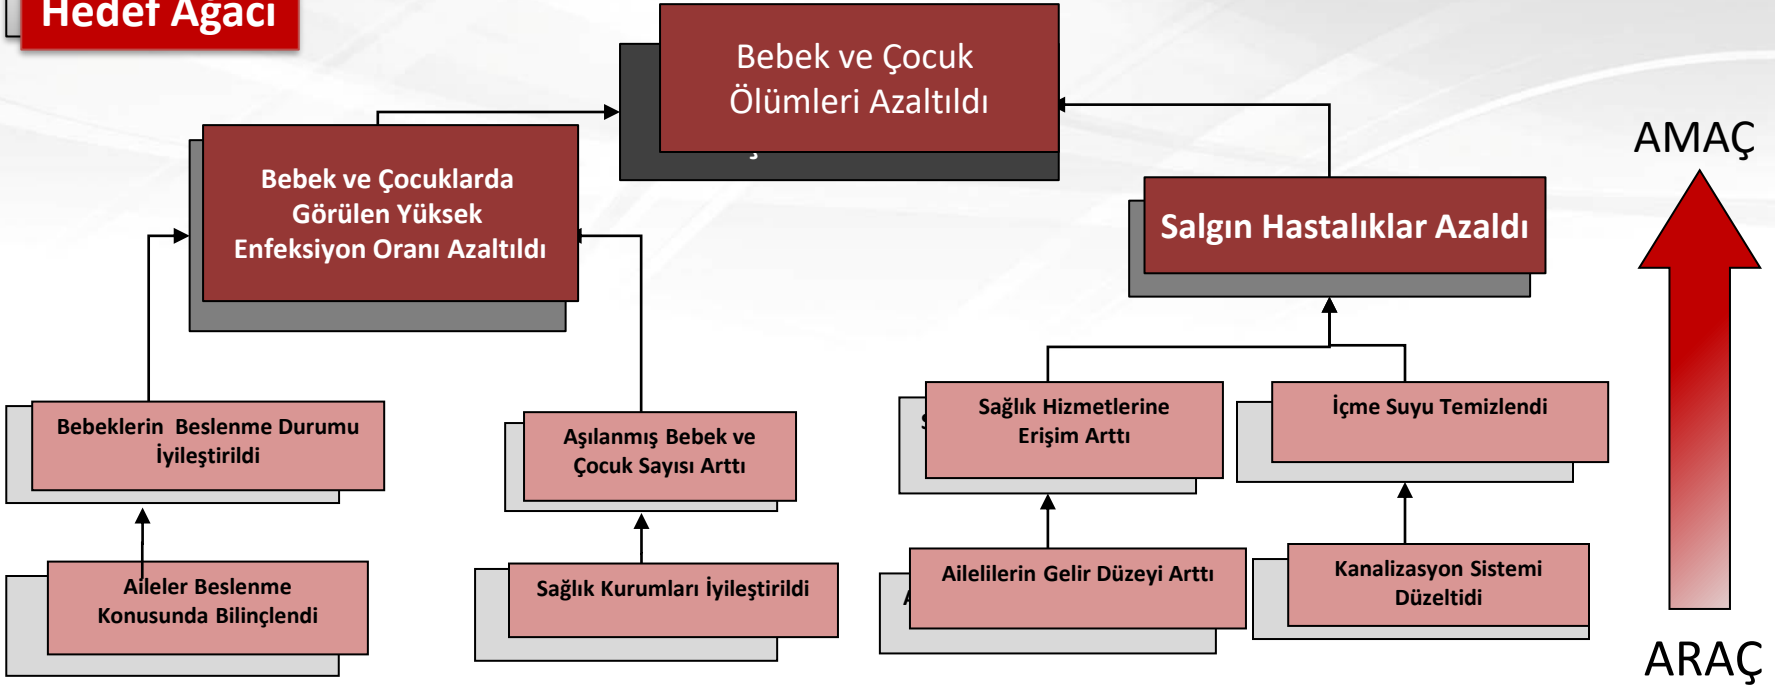 Hedef Ağacı
Bebek ve Çocuk
Ölümleri Azaltıldı
Bebek ve Çocuklarda
Görülen Yüksek
Enfeksiyon Oranı Azaltıldı
Salgın Hastalıklar Azaldı
AMAÇ
Bebeklerin Beslenme Durumu
İyileştirildi
Aşılanmış Bebek ve
Çocuk Sayısı Arttı
Sağlık Hizmetlerine
Erişim Arttı
İçme Suyu Temizlendi
Aileler Beslenme
Konusunda Bilinçlendi
Sağlık Kurumları İyileştirildi
Ailelilerin Gelir Düzeyi Arttı
Kanalizasyon Sistemi
Düzeltidi
ARAÇ